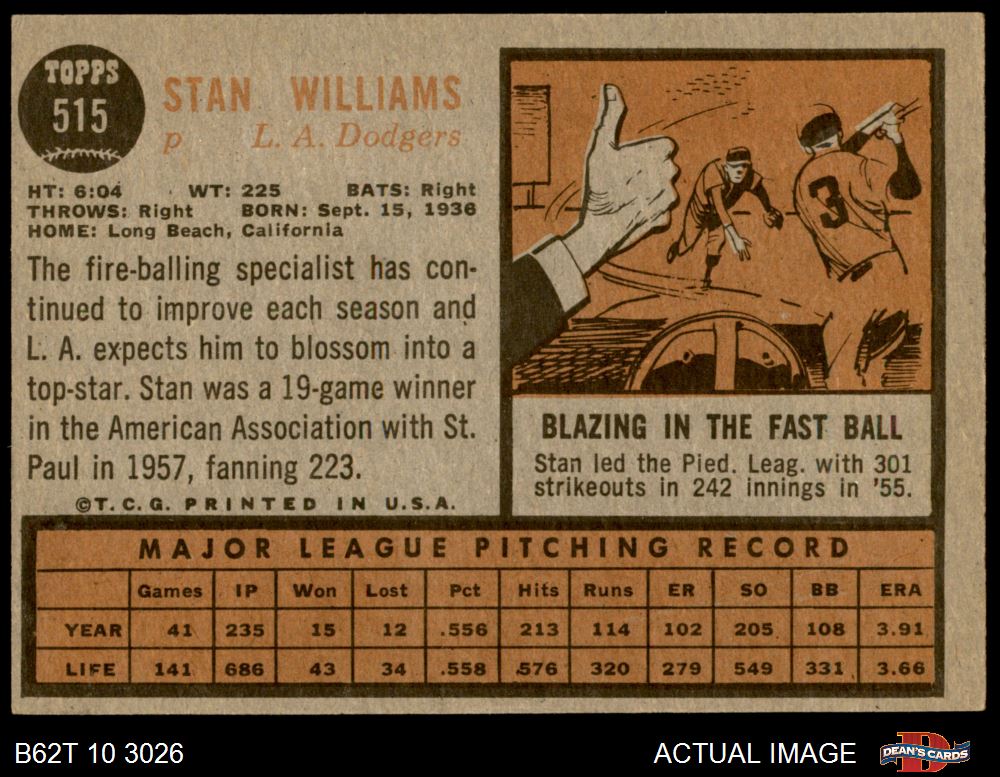 TOPPS
515
STAN WILLIAMS
p L. A. Dodgers
HT: 6:04 WT: 225 BATS: Right
THROWS: Right BORN: Sept. 15, 1936
HOME: Long Beach, California
The fire-balling specialist has con-
tinued to improve each season and
L. A. expects him to blossom into a
top-star. Stan was a 19-game winner
in the American Association with St.
Paul in 1957, fanning 223.
©T.C.G. PRINTED IN U.S.A.
3
BLAZING IN THE FAST BALL
Stan led the Pied. Leag. with 301
strikeouts in 242 innings in '55.
MAJOR LEAGUE PITCHING RECORD
Games IP Won Lost Pct Hits Runs ER SO BB ERA
YEAR 41 235 15 12 .556 213 114 102 205 108 3.91
LIFE 141 686 43 34 .558 576 320 279 549 331 3.66
B62T 10 3026
ACTUAL IMAGE
DEAN'S CARDS